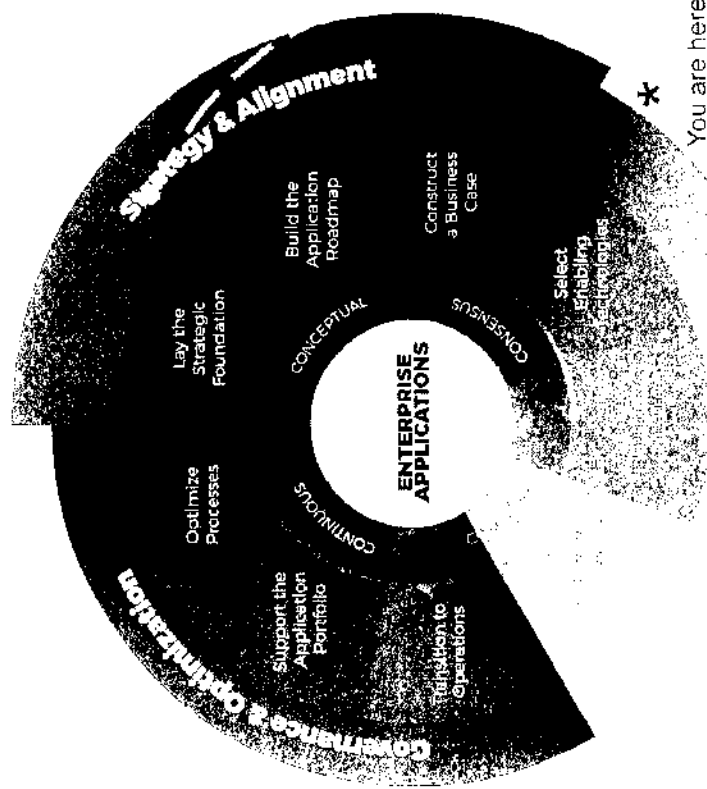 Strategy & Alignment
Lay the
Strategic
Foundation
Build the
Application
Roadmap
Construct
a Business
Case
Select
Enabling
Technologies
CONCEPTUAL
CONSENSUS
ENTERPRISE
APPLICATIONS
CONTINUOUS
Optimize
Processes
Support the
Application
Portfolio
Transition to
Operations
Governance & Optimization
*
You are here